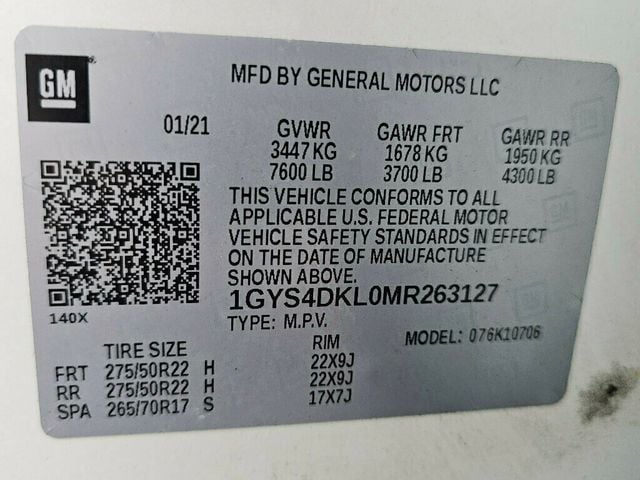 GM
MFD BY GENERAL MOTORS LLC
01/21 GVWR GAWR FRT GAWR RR
3447 KG 1678 KG 1950 KG
7600 LB 3700 LB 4300 LB
THIS VEHICLE CONFORMS TO ALL
APPLICABLE U.S. FEDERAL MOTOR
VEHICLE SAFETY STANDARDS IN EFFECT
ON THE DATE OF MANUFACTURE
SHOWN ABOVE.
1GYS4DKL0MR263127
140X
TYPE: M.P.V. MODEL: 076K10706
TIRE SIZE RIM
FRT 275/50R22 H 22X9J
RR 275/50R22 H 22X9J
SPA 265/70R17 S 17X7J